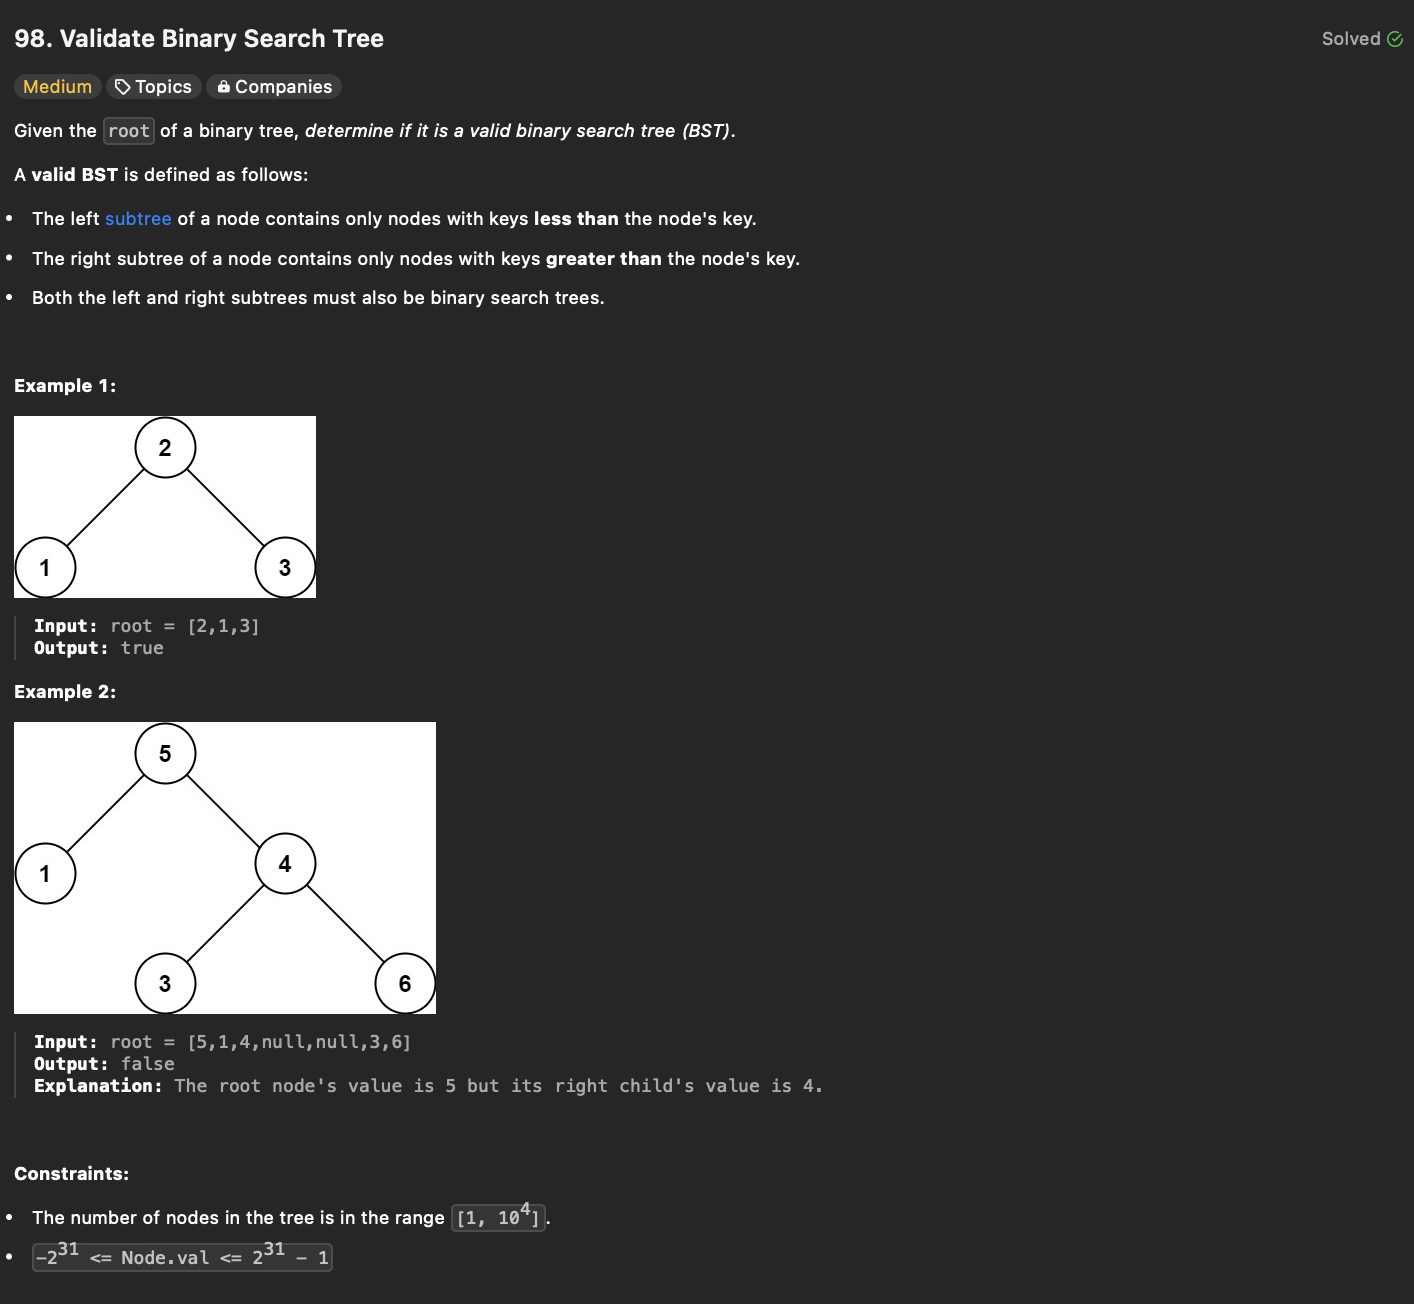 98. Validate Binary Search Tree
Solved
Medium Topics Companies
Given the root of a binary tree, determine if it is a valid binary search tree (BST).
A valid BST is defined as follows:
• The left subtree of a node contains only nodes with keys less than the node's key.
• The right subtree of a node contains only nodes with keys greater than the node's key.
• Both the left and right subtrees must also be binary search trees.
Example 1:
2
1 3
Input: root = [2,1,3]
Output: true
Example 2:
5
4
1
3 6
Input: root = [5,1,4,null,null,3,6]
Output: false
Explanation: The root node's value is 5 but its right child's value is 4.
Constraints:
• The number of nodes in the tree is in the range [1, 10⁴].
• -2³¹ <= Node.val <= 2³¹ - 1